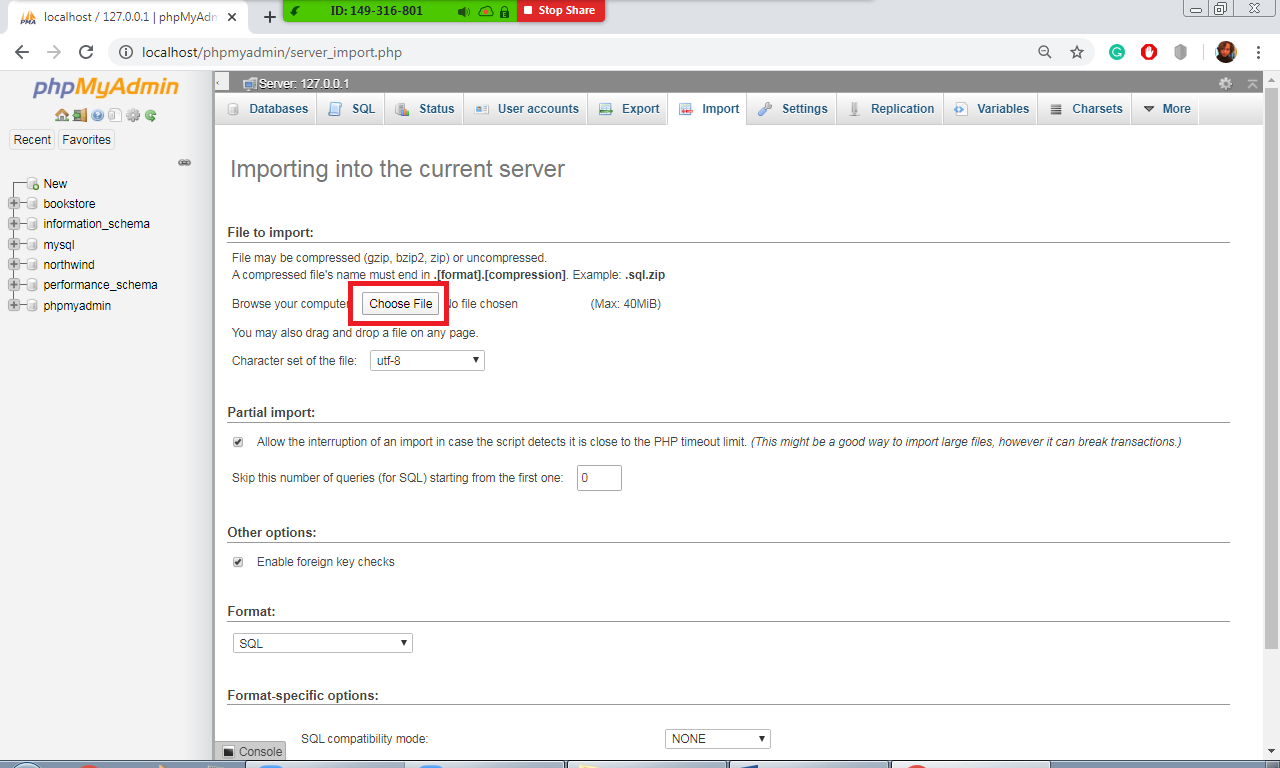 localhost / 127.0.0.1 | phpMyAdm
ID: 149-316-801
Stop Share
localhost/phpmyadmin/server_import.php
phpMyAdmin
Recent
Favorites
New
bookstore
information_schema
mysql
northwind
performance_schema
phpmyadmin
Server: 127.0.0.1
Databases
SQL
Status
User accounts
Export
Import
Settings
Replication
Variables
Charsets
More
Importing into the current server
File to import:
File may be compressed (gzip, bzip2, zip) or uncompressed.
A compressed file's name must end in .[format].[compression]. Example: .sql.zip
Browse your computer Choose File No file chosen (Max: 40MiB)
You may also drag and drop a file on any page.
Character set of the file: utf-8
Partial import:
Allow the interruption of an import in case the script detects it is close to the PHP timeout limit. (This might be a good way to import large files, however it can break transactions.)
Skip this number of queries (for SQL) starting from the first one: 0
Other options:
Enable foreign key checks
Format:
SQL
Format-specific options:
SQL compatibility mode: NONE
Console